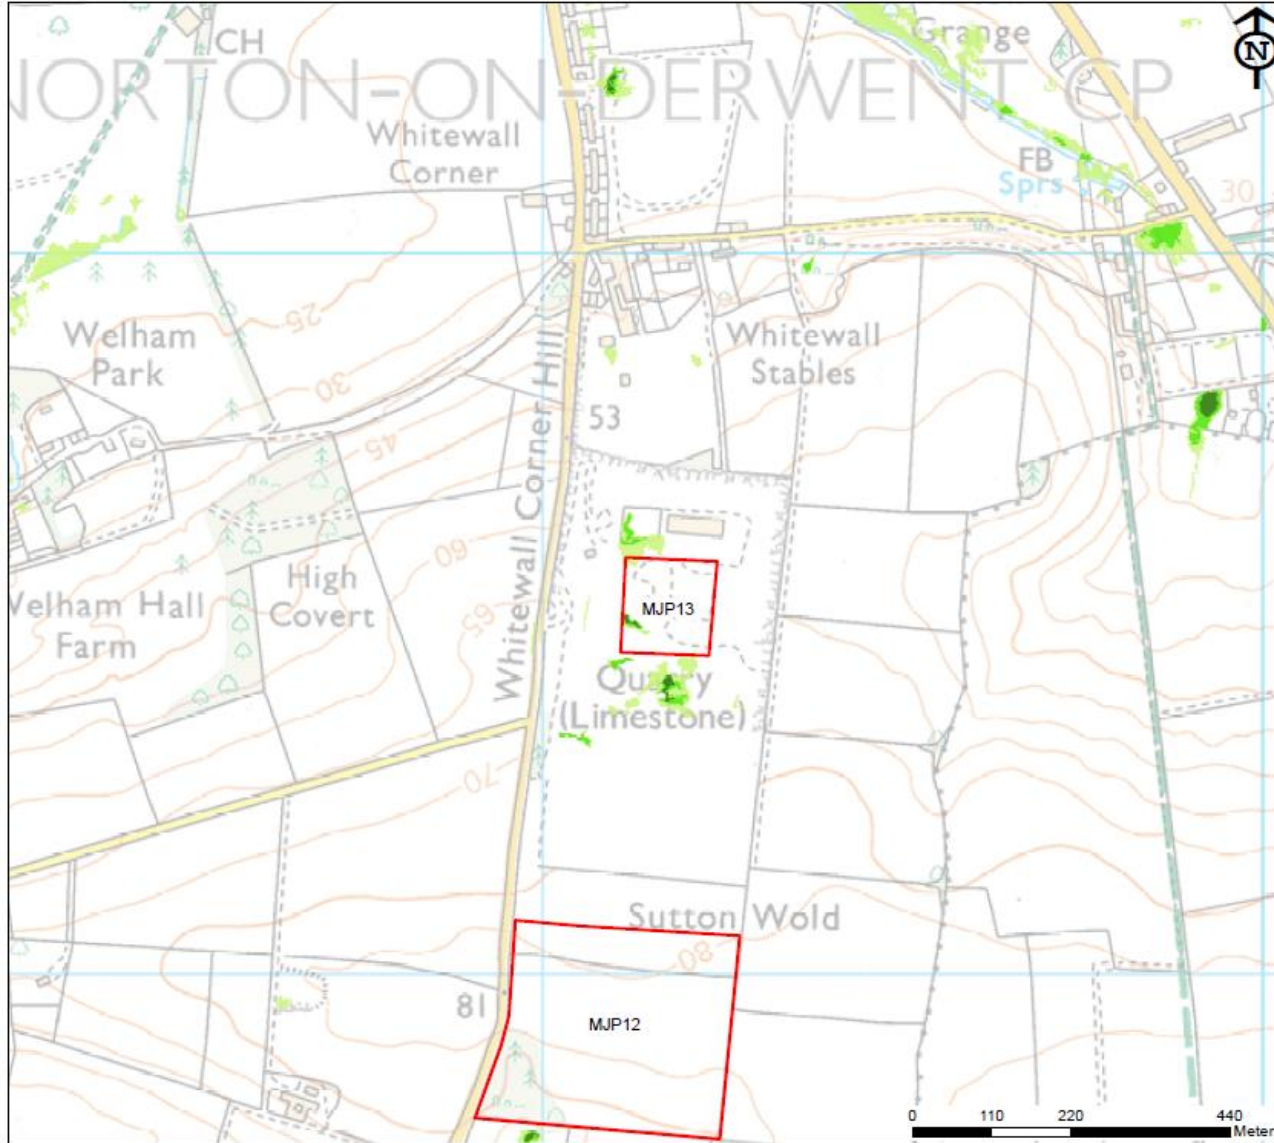 CH
Grange
N
NORTON-ON-DERWENT CP
Whitewall
Corner
FB
Sprs
30
25
Welham
Park
30
Whitewall
Stables
45
53
Whitewall Corner Hill
60
High
Covert
65
MJP13
Welham Hall
Farm
Quarry
(Limestone)
70
Sutton Wold
80
81
MJP12
0 110 220 440
Meter